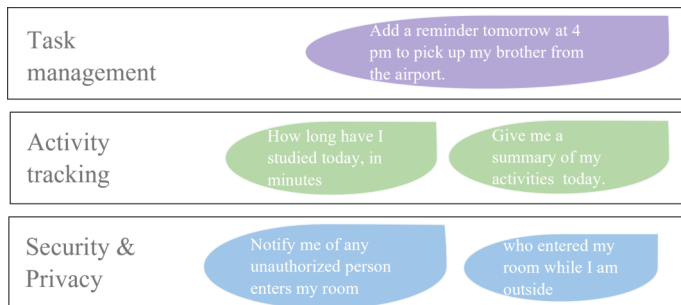 Task
management
Add a reminder tomorrow at 4
pm to pick up my brother from
the airport.
Activity
tracking
How long have I
studied today, in
minutes
Give me a
summary of my
activities today.
Security &
Privacy
Notify me of any
unauthorized person
enters my room
who entered my
room while I am
outside